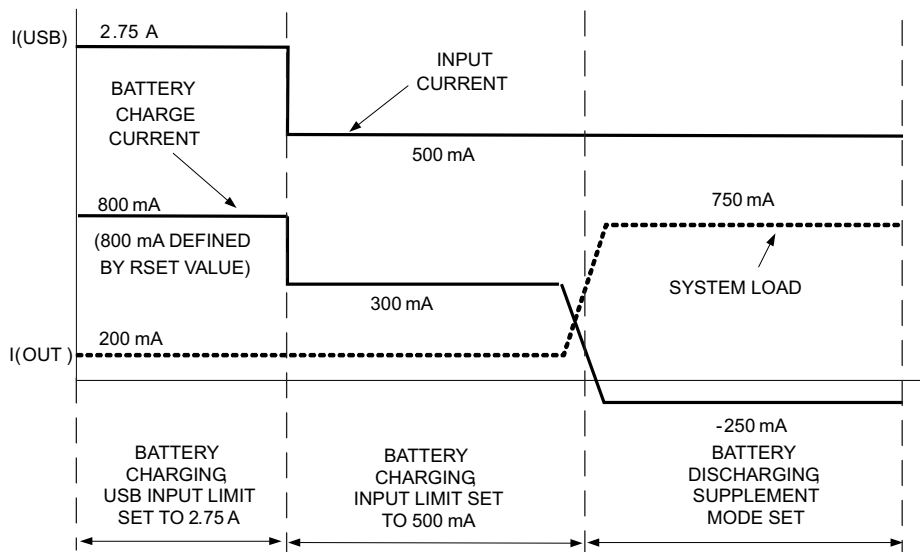 I(USB)
2.75 A
INPUT
CURRENT
BATTERY
CHARGE
CURRENT
500 mA
800 mA
750 mA
(800 mA DEFINED
BY RSET VALUE)
SYSTEM LOAD
300 mA
200 mA
I(OUT )
-250 mA
BATTERY
CHARGING,
USB INPUT LIMIT
SET TO 2.75 A
BATTERY
CHARGING,
INPUT LIMIT SET
TO 500 mA
BATTERY
DISCHARGING,
SUPPLEMENT
MODE SET